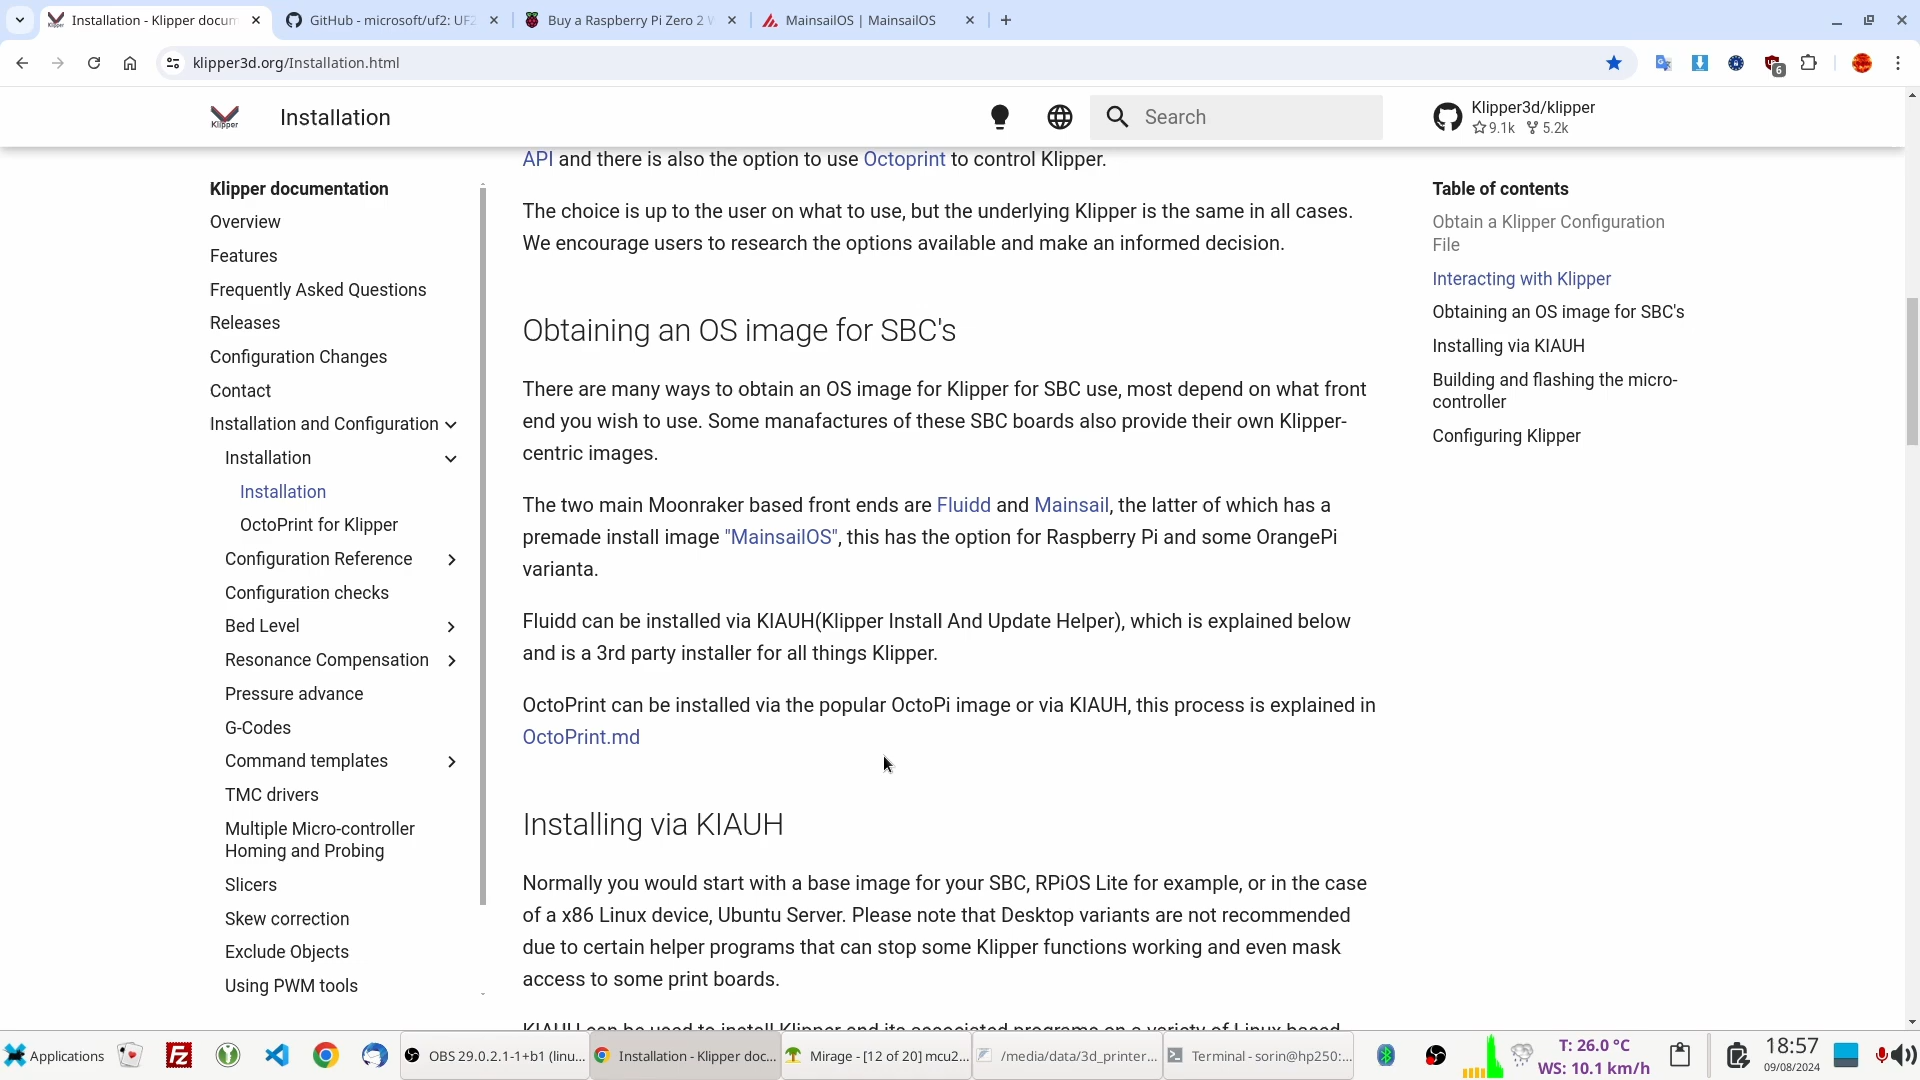 Installation - Klipper docum
GitHub - microsoft/uf2: UF2
Buy a Raspberry Pi Zero 2 W
MainsailOS | MainsailOS
klipper3d.org/Installation.html
6
Klipper
Installation
Search
Klipper3d/klipper
9.1k 5.2k
Klipper documentation
Overview
Features
Frequently Asked Questions
Releases
Configuration Changes
Contact
Installation and Configuration
Installation
Installation
OctoPrint for Klipper
Configuration Reference
Configuration checks
Bed Level
Resonance Compensation
Pressure advance
G-Codes
Command templates
TMC drivers
Multiple Micro-controller
Homing and Probing
Slicers
Skew correction
Exclude Objects
Using PWM tools
API and there is also the option to use Octoprint to control Klipper.
The choice is up to the user on what to use, but the underlying Klipper is the same in all cases.
We encourage users to research the options available and make an informed decision.
Obtaining an OS image for SBC's
There are many ways to obtain an OS image for Klipper for SBC use, most depend on what front
end you wish to use. Some manafactures of these SBC boards also provide their own Klipper-
centric images.
The two main Moonraker based front ends are Fluidd and Mainsail, the latter of which has a
premade install image "MainsailOS", this has the option for Raspberry Pi and some OrangePi
varianta.
Fluidd can be installed via KIAUH(Klipper Install And Update Helper), which is explained below
and is a 3rd party installer for all things Klipper.
OctoPrint can be installed via the popular OctoPi image or via KIAUH, this process is explained in
OctoPrint.md
Installing via KIAUH
Normally you would start with a base image for your SBC, RPiOS Lite for example, or in the case
of a x86 Linux device, Ubuntu Server. Please note that Desktop variants are not recommended
due to certain helper programs that can stop some Klipper functions working and even mask
access to some print boards.
KIAUH can be used to install Klipper and its associated programs on a variety of Linux based
Table of contents
Obtain a Klipper Configuration
File
Interacting with Klipper
Obtaining an OS image for SBC's
Installing via KIAUH
Building and flashing the micro-
controller
Configuring Klipper
Applications
OBS 29.0.2.1-1+b1 (linu...
Installation - Klipper doc...
Mirage - [12 of 20] mcu2...
/media/data/3d_printer...
Terminal - sorin@hp250:...
T: 26.0 °C
WS: 10.1 km/h
18:57
09/08/2024